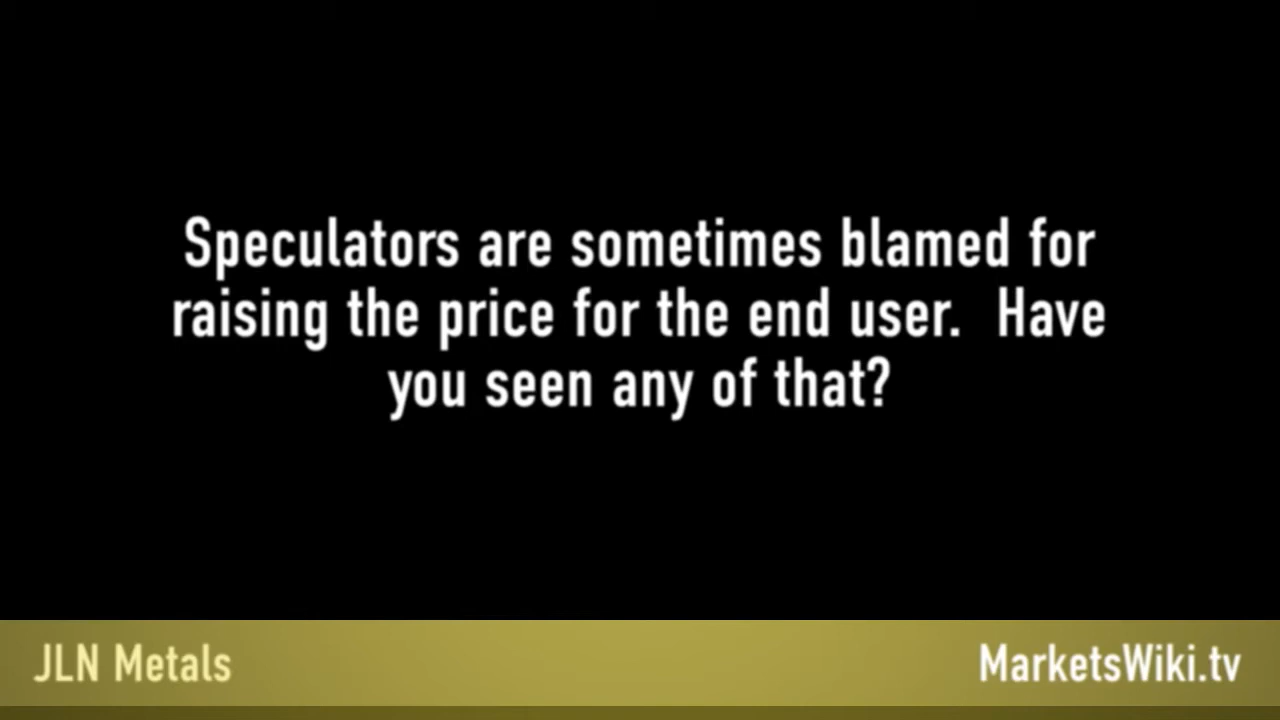 Speculators are sometimes blamed for
raising the price for the end user.  Have
you seen any of that?
JLN Metals
MarketsWiki.tv